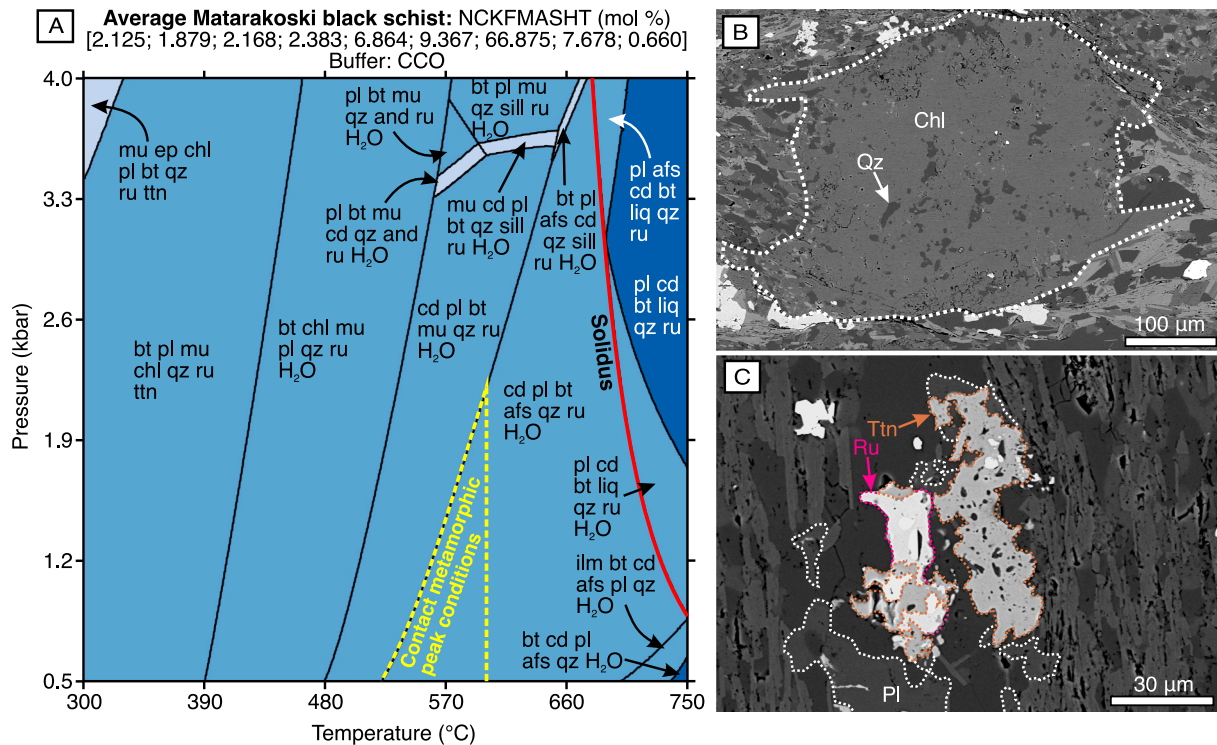 A
Average Matarakoski black schist: NCKFMASHT (mol %)
[2.125; 1.879; 2.168; 2.383; 6.864; 9.367; 66.875; 7.678; 0.660]
Buffer: CCO
Pressure (kbar)
4.0
3.3
2.6
1.9
1.2
0.5
300
390
480
570
660
750
Temperature (°C)
mu ep chl
pl bt qz
ru ttn
pl bt mu
qz and ru
H₂O
bt pl mu
qz sill ru
H₂O
pl bt mu
cd qz and
ru H₂O
mu cd pl
bt qz sill
ru H₂O
bt pl
afs cd
qz sill
ru H₂O
pl afs
cd bt
liq qz
ru
pl cd
bt liq
qz ru
bt pl mu
chl qz ru
ttn
bt chl mu
pl qz ru
H₂O
cd pl bt
mu qz ru
H₂O
cd pl bt
afs qz ru
H₂O
Solidus
Contact metamorphic
peak conditions
pl cd
bt liq
qz ru
H₂O
ilm bt cd
afs pl qz
H₂O
bt cd pl
afs qz H₂O
B
Chl
Qz
100 µm
C
Ttn
Ru
Pl
30 µm